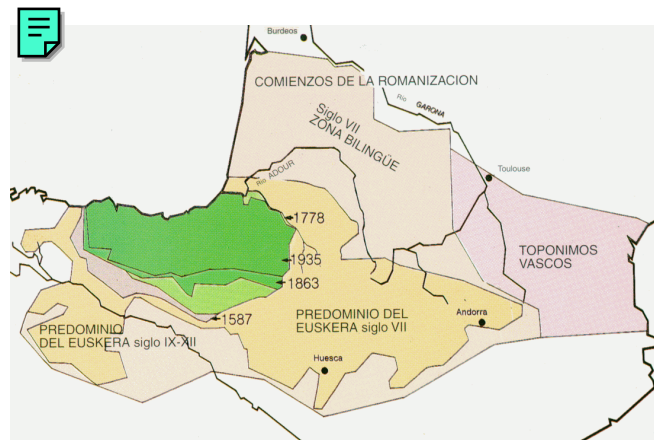 Burdeos
COMIENZOS DE LA ROMANIZACION
Río GARONA
Siglo VII
ZONA BILINGÜE
Toulouse
Río ADOUR
1778
1935
TOPONIMOS
VASCOS
1863
1587
PREDOMINIO DEL
EUSKERA siglo VII
Andorra
PREDOMINIO
DEL EUSKERA siglo IX-XII
Huesca